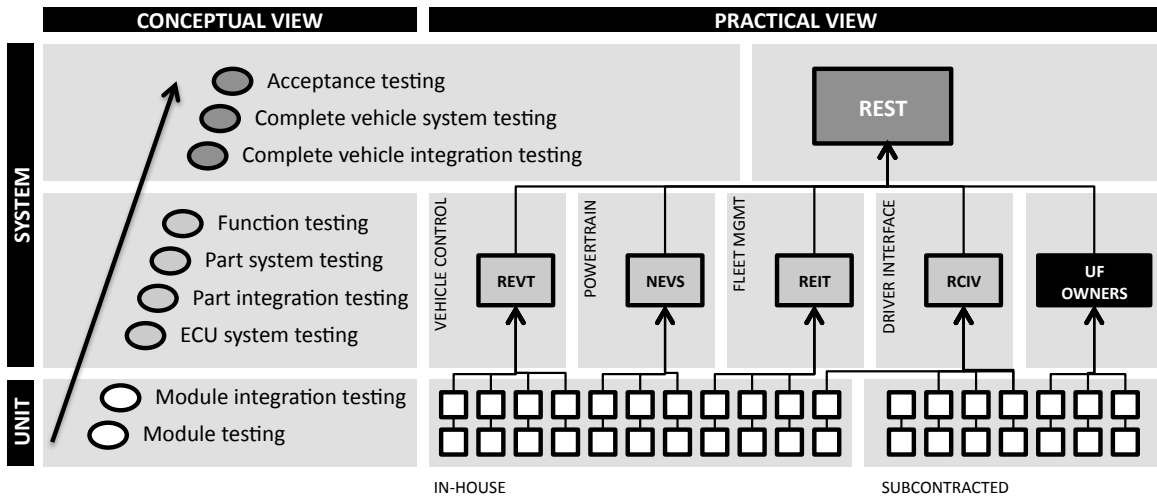 CONCEPTUAL VIEW
PRACTICAL VIEW
SYSTEM
Acceptance testing
Complete vehicle system testing
Complete vehicle integration testing
REST
Function testing
Part system testing
Part integration testing
ECU system testing
VEHICLE CONTROL
REVT
POWERTRAIN
NEVS
FLEET MGMT
REIT
DRIVER INTERFACE
RCIV
UF
OWNERS
UNIT
Module integration testing
Module testing
IN-HOUSE
SUBCONTRACTED